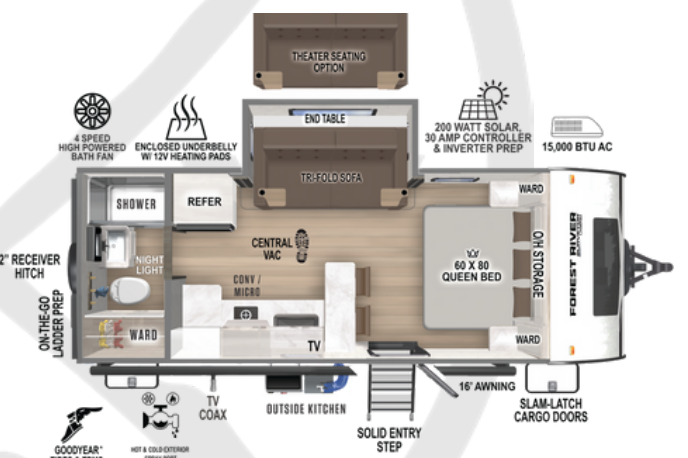 THEATER SEATING
OPTION
4 SPEED
HIGH POWERED
BATH FAN
ENCLOSED UNDERBELLY
W/ 12V HEATING PADS
END TABLE
200 WATT SOLAR,
30 AMP CONTROLLER
& INVERTER PREP
15,000 BTU AC
SHOWER
REFER
TRI-FOLD SOFA
WARD
2" RECEIVER
HITCH
NIGHT
LIGHT
CENTRAL
VAC
60 X 80
QUEEN BED
O/H STORAGE
FOREST RIVER
ON-THE-GO
LADDER PREP
CONV /
MICRO
WARD
TV
WARD
TV
COAX
OUTSIDE KITCHEN
16' AWNING
SLAM-LATCH
CARGO DOORS
SOLID ENTRY
STEP
GOODYEAR
HOT & COLD EXTERIOR